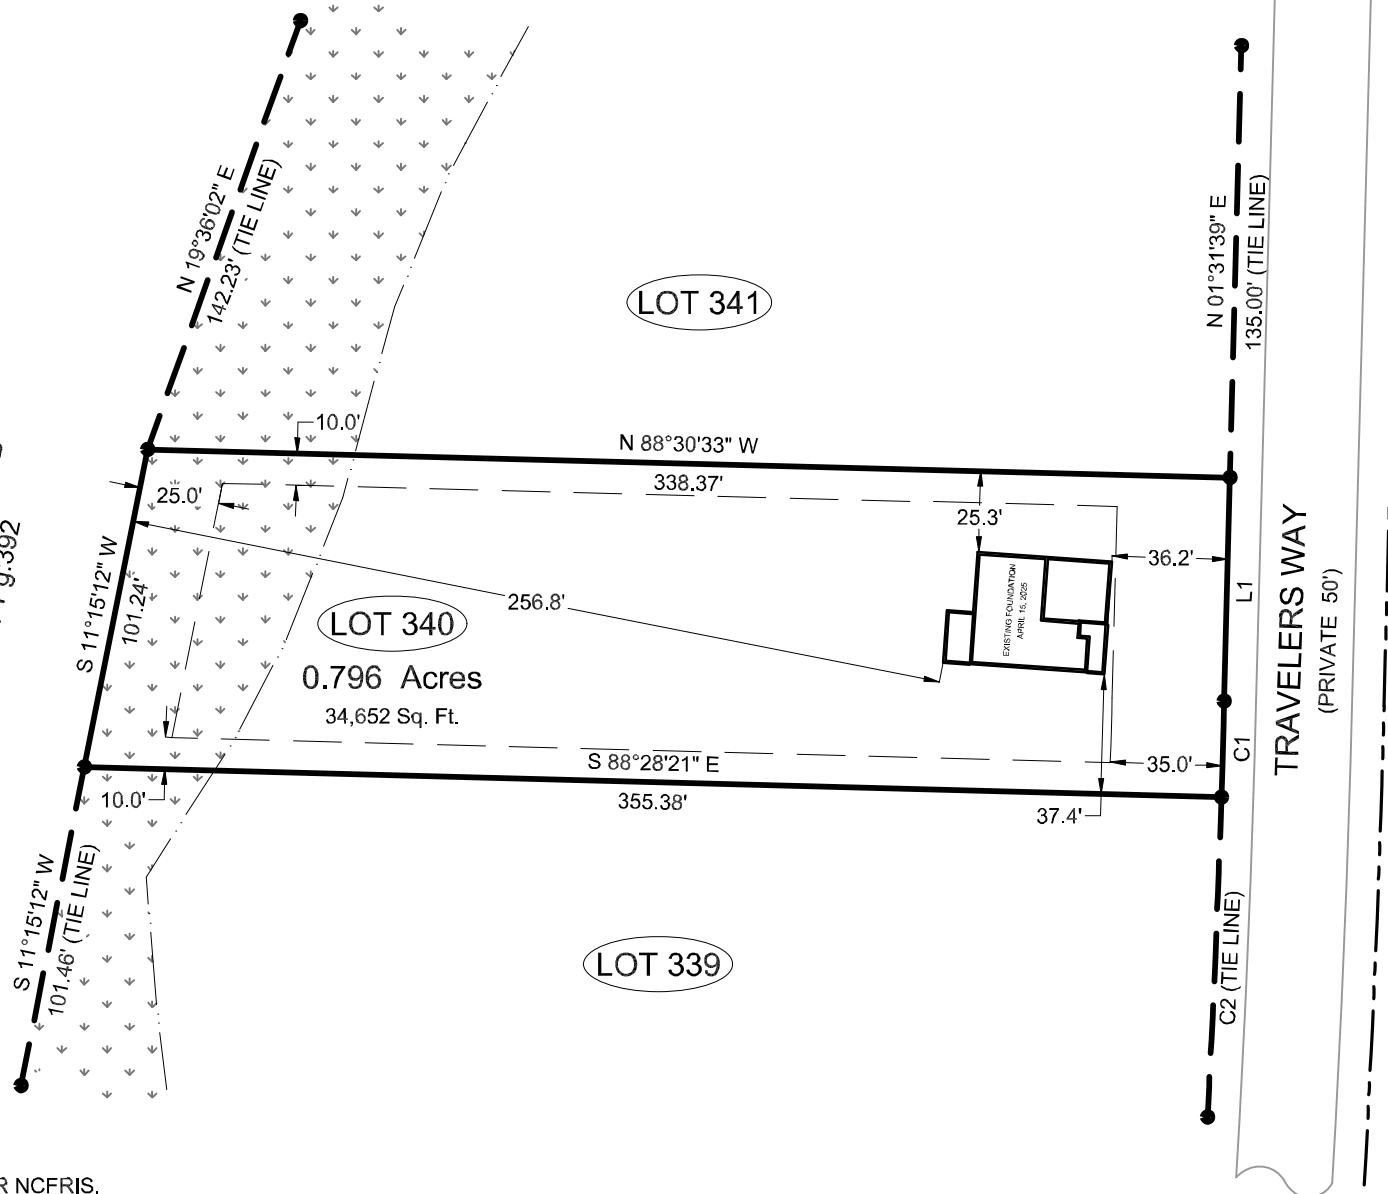 N 19°36'02" E
142.23' (TIE LINE)
N 01°31'39" E
135.00' (TIE LINE)
LOT 341
10.0'
N 88°30'33" W
338.37'
25.0'
25.3'
36.2'
392
S 11°15'12" W
101.24'
256.8'
EXISTING FOUNDATION
APRIL 15, 2025
L1
TRAVELERS WAY
(PRIVATE 50')
LOT 340
0.796 Acres
34,652 Sq. Ft.
C1
S 88°28'21" E
355.38'
35.0'
10.0'
37.4'
S 11°15'12" W
101.46' (TIE LINE)
LOT 339
C2 (TIE LINE)
R NCFRIS.